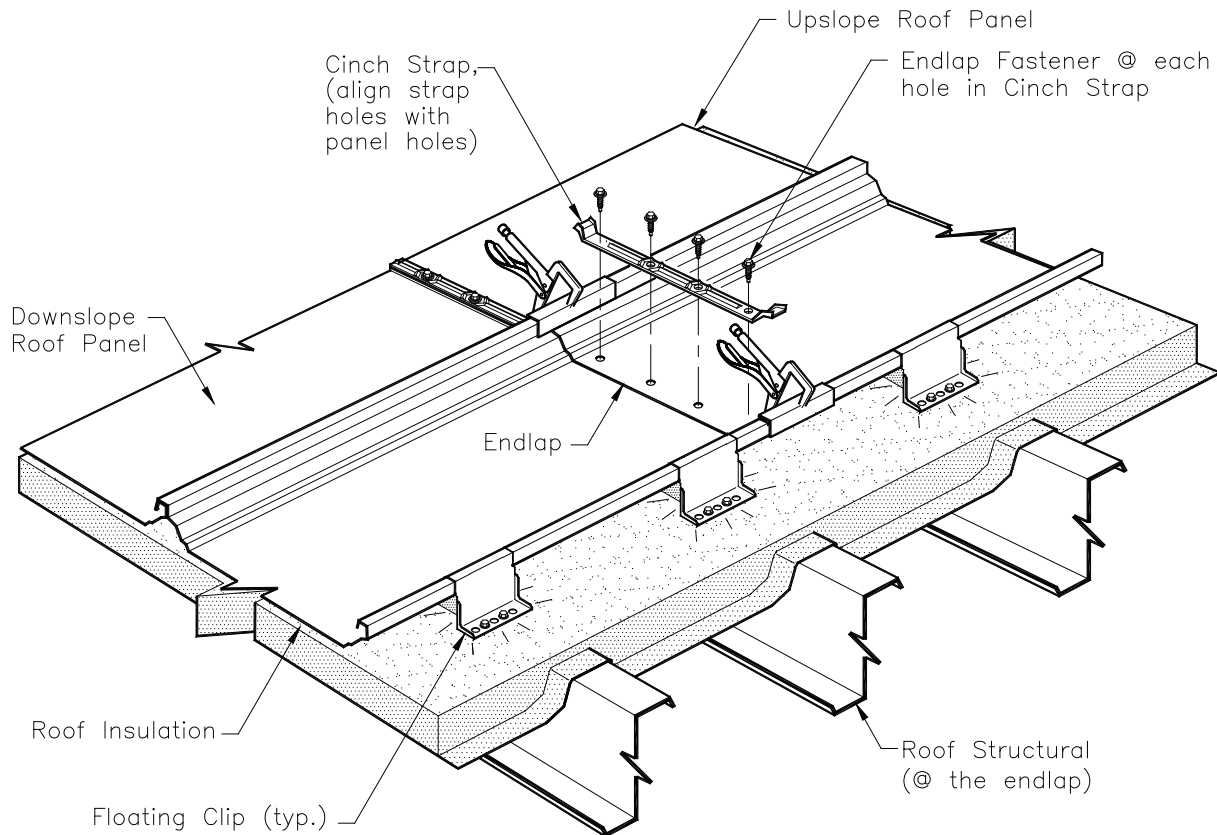 Upslope Roof Panel
Cinch Strap,
(align strap
holes with
panel holes)
Endlap Fastener @ each
hole in Cinch Strap
Downslope
Roof Panel
Endlap
Roof Insulation
Floating Clip (typ.)
Roof Structural
(@ the endlap)